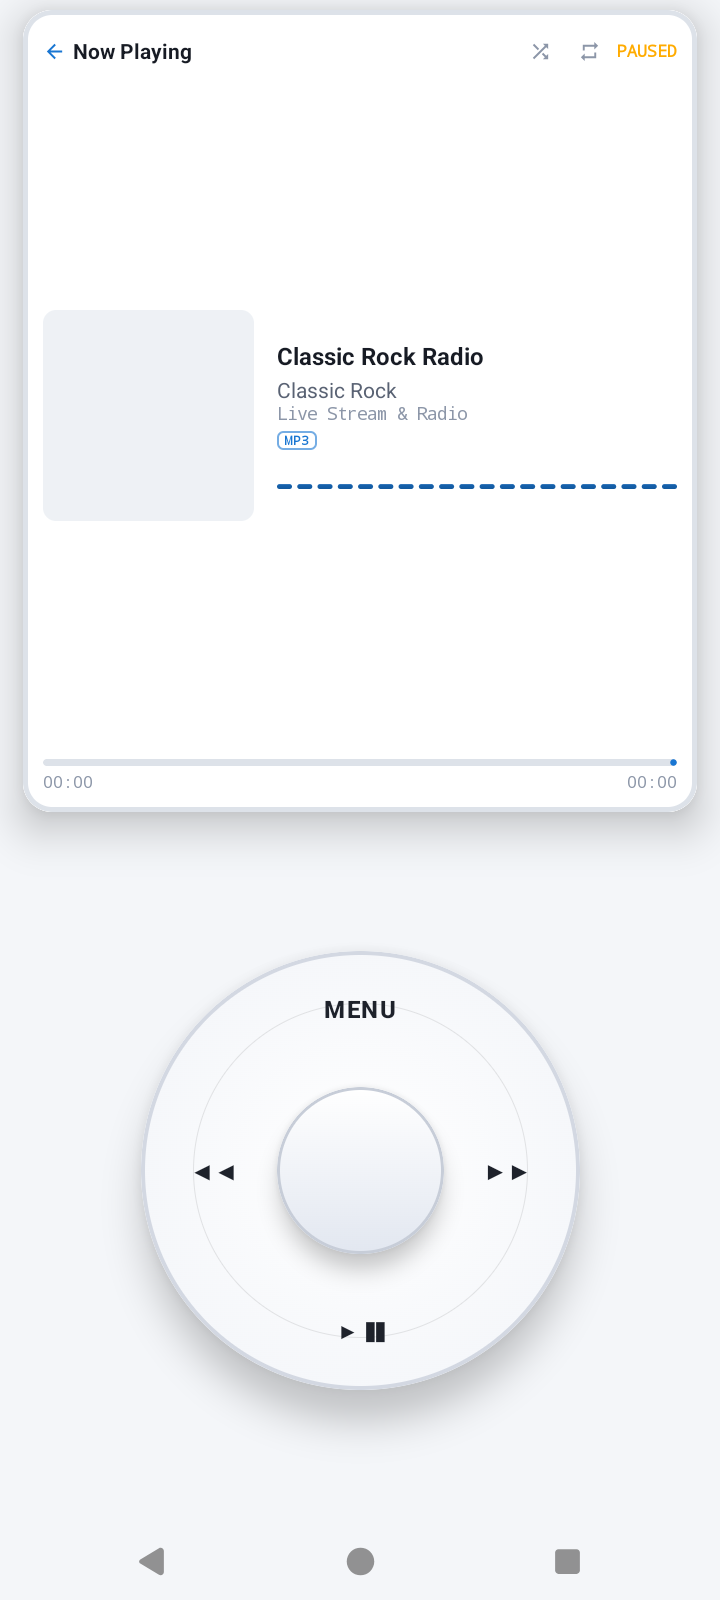 Now Playing
PAUSED
Classic Rock Radio
Classic Rock
Live Stream & Radio
MP3
00:00
00:00
MENU